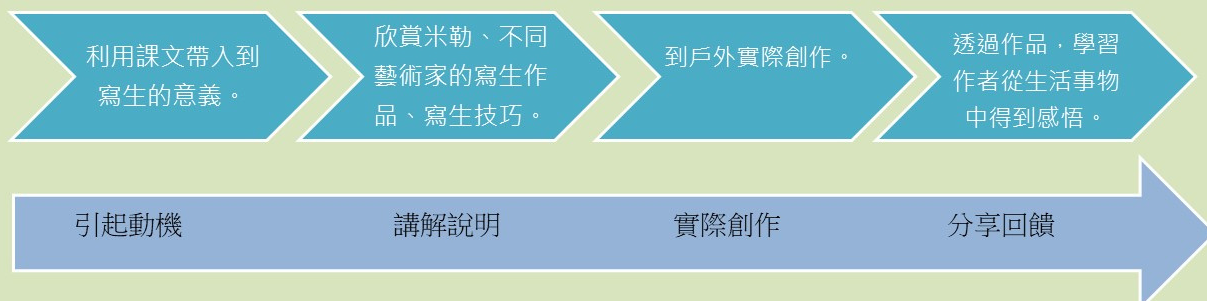 利用課文帶入到
寫生的意義。
欣賞米勒、不同
藝術家的寫生作
品、寫生技巧。
到戶外實際創作。
透過作品，學習
作者從生活事物
中得到感悟。
引起動機
講解說明
實際創作
分享回饋